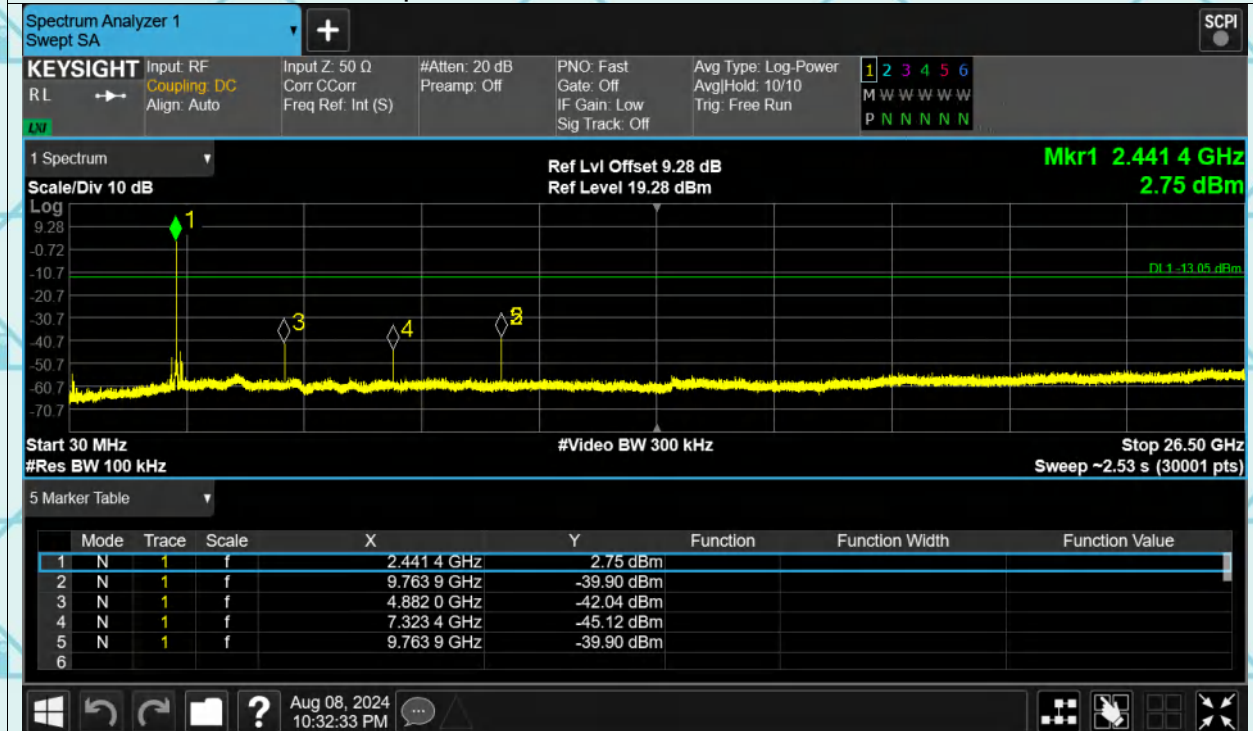 Spectrum Analyzer 1
Swept SA
+
SCPI
KEYSIGHT
RL
LXI
Input: RF
Coupling: DC
Align: Auto
Input Z: 50 Ω
Corr CCorr
Freq Ref: Int (S)
#Atten: 20 dB
Preamp: Off
PNO: Fast
Gate: Off
IF Gain: Low
Sig Track: Off
Avg Type: Log-Power
Avg|Hold: 10/10
Trig: Free Run
1 2 3 4 5 6
M W W W W W
P N N N N N
1 Spectrum
Scale/Div 10 dB
Ref Lvl Offset 9.28 dB
Ref Level 19.28 dBm
Mkr1 2.441 4 GHz
2.75 dBm
Log
9.28
-0.72
-10.7
-20.7
-30.7
-40.7
-50.7
-60.7
-70.7
1
3
4
DL1 -13.05 dBm
Start 30 MHz
#Res BW 100 kHz
#Video BW 300 kHz
Stop 26.50 GHz
Sweep ~2.53 s (30001 pts)
5 Marker Table
Mode Trace Scale X Y Function Function Width Function Value
1 N 1 f 2.441 4 GHz 2.75 dBm
2 N 1 f 9.763 9 GHz -39.90 dBm
3 N 1 f 4.882 0 GHz -42.04 dBm
4 N 1 f 7.323 4 GHz -45.12 dBm
5 N 1 f 9.763 9 GHz -39.90 dBm
6
?
Aug 08, 2024
10:32:33 PM